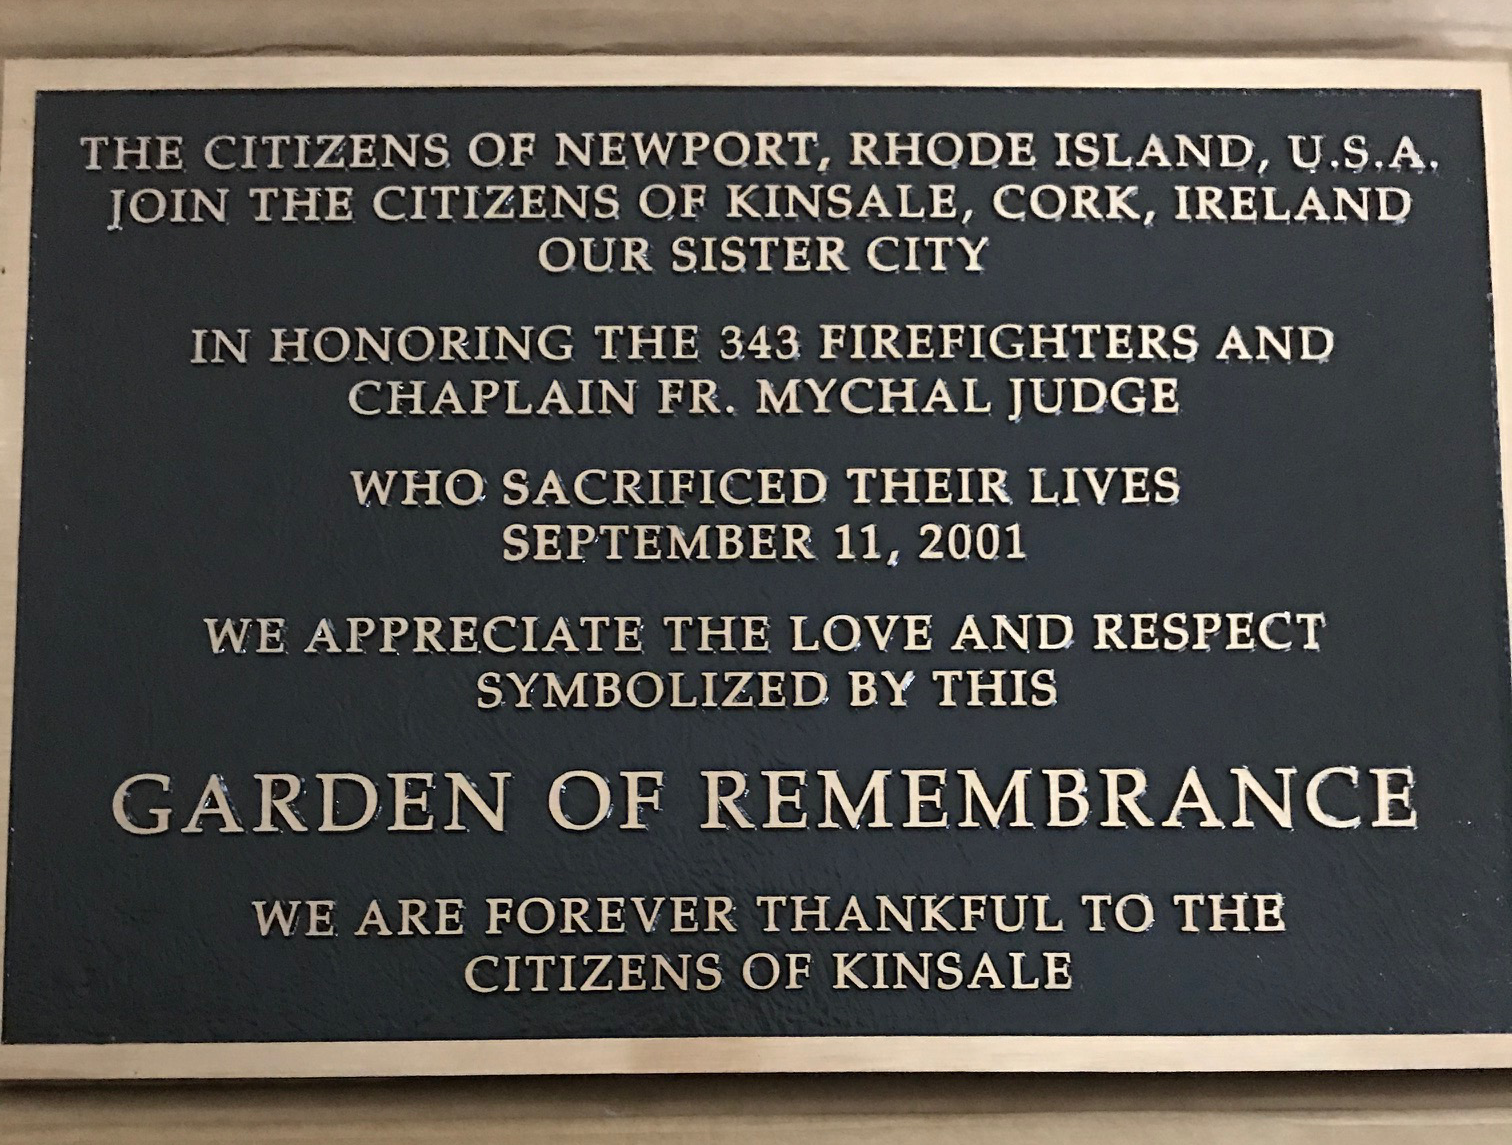 THE CITIZENS OF NEWPORT, RHODE ISLAND, U.S.A.
JOIN THE CITIZENS OF KINSALE, CORK, IRELAND
OUR SISTER CITY
IN HONORING THE 343 FIREFIGHTERS AND
CHAPLAIN FR. MYCHAL JUDGE
WHO SACRIFICED THEIR LIVES
SEPTEMBER 11, 2001
WE APPRECIATE THE LOVE AND RESPECT
SYMBOLIZED BY THIS
GARDEN OF REMEMBRANCE
WE ARE FOREVER THANKFUL TO THE
CITIZENS OF KINSALE